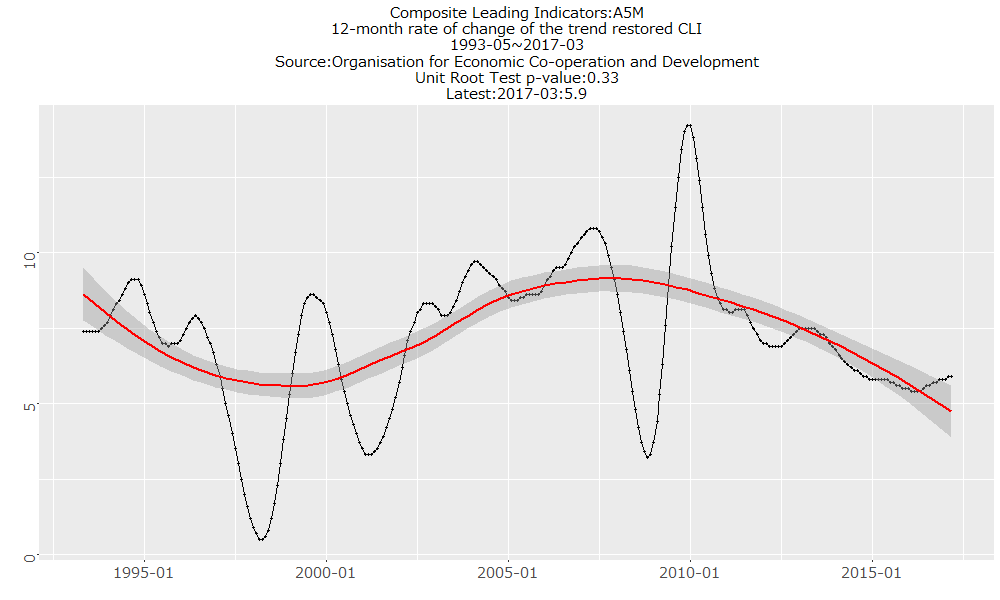 Composite Leading Indicators:A5M
12-month rate of change of the trend restored CLI
1993-05~2017-03
Source:Organisation for Economic Co-operation and Development
Unit Root Test p-value:0.33
Latest:2017-03:5.9
10
5
0
1995-01 2000-01 2005-01 2010-01 2015-01